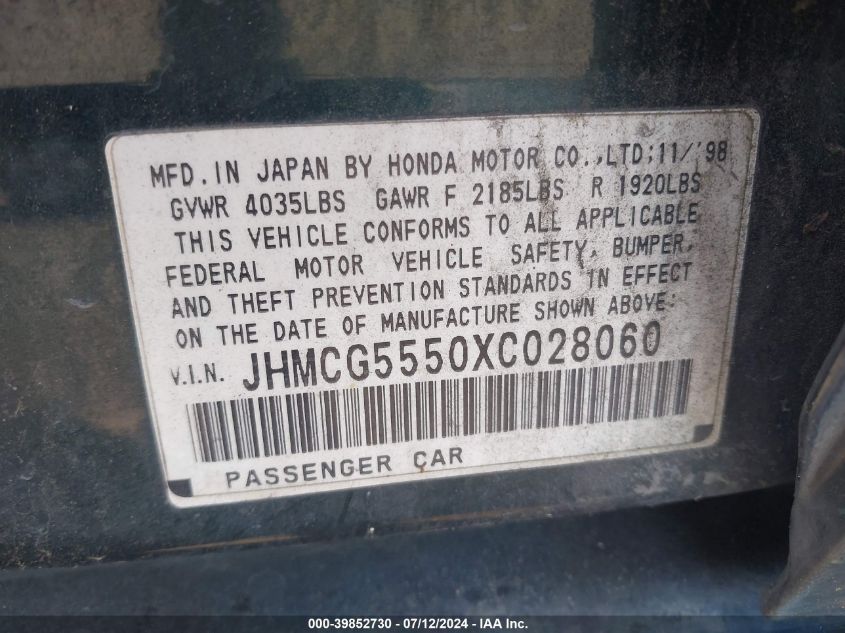 MFD. IN JAPAN BY HONDA MOTOR CO.,LTD; 11/'98
GVWR 4035LBS GAWR F 2185LBS R 1920LBS
THIS VEHICLE CONFORMS TO ALL APPLICABLE
FEDERAL MOTOR VEHICLE SAFETY, BUMPER,
AND THEFT PREVENTION STANDARDS IN EFFECT
ON THE DATE OF MANUFACTURE SHOWN ABOVE:
V.I.N. JHMCG5550XC028060
PASSENGER CAR
000-39852730 - 07/12/2024 - IAA Inc.